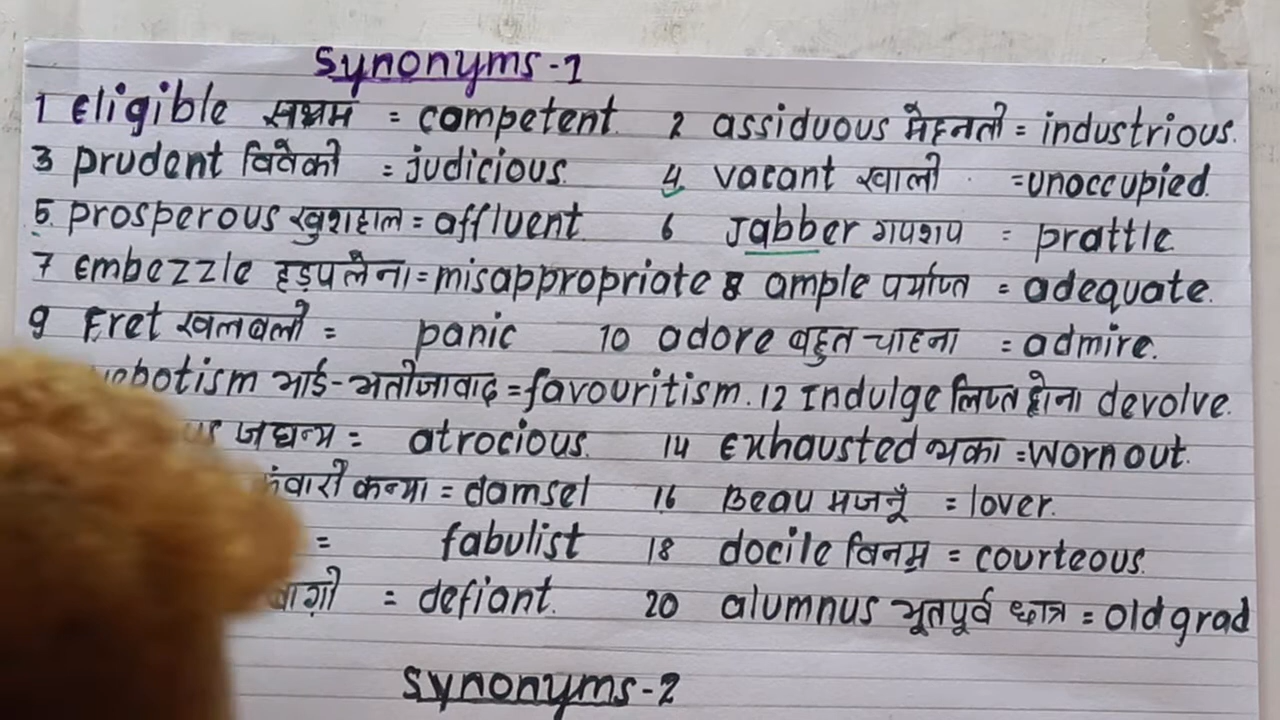 Synonyms-1
1 Eligible सक्षम = competent. 2 assiduous मेहनती = industrious.
3 prudent विवेकी = judicious. 4 vacant खाली =unoccupied.
5. prosperous खुशहाल = affluent 6 Jabber गपशप = prattle
7 Embezzle हड़पलेना=misappropriate 8 ample पर्याप्त = adequate.
9 Fret खलबली = panic 10 adore बहुत चाहना = admire.
भाई-भतीजावाद =favouritism. 12 Indulge लिप्त होना devolve.
जघन्य = atrocious. 14 Exhausted थका =Worn out.
कन्या = damsel 16 Beau मजनूँ = lover.
= fabulist 18 docile विनम्र = courteous.
बाग़ी = defiant. 20 alumnus भूतपूर्व छात्र = old grad
Synonyms-2